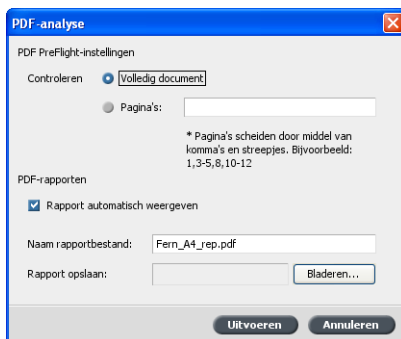 PDF-analyse
PDF PreFlight-instellingen
Controleren Volledig document
Pagina's:
* Pagina's scheiden door middel van
komma's en streepjes. Bijvoorbeeld:
1,3-5,8,10-12
PDF-rapporten
Rapport automatisch weergeven
Naam rapportbestand: Fern_A4_rep.pdf
Rapport opslaan: Bladeren...
Uitvoeren Annuleren